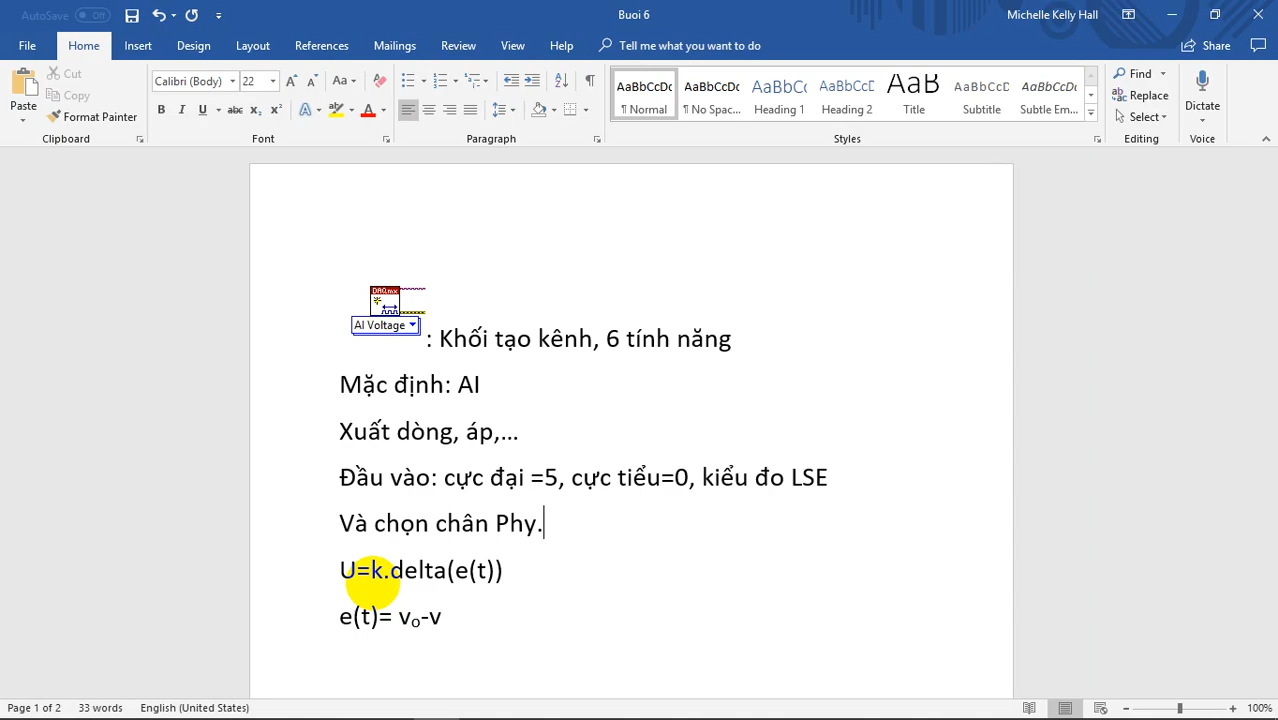 AutoSave Off Buoi 6 Michelle Kelly Hall
File Home Insert Design Layout References Mailings Review View Help Tell me what you want to do Share
Paste Cut Copy Format Painter
Calibri (Body) 22
AaBbCcDc AaBbCcDc AaBbCc AaBbCcD AaB AaBbCcD AaBbCcDc
¶ Normal ¶ No Spac... Heading 1 Heading 2 Title Subtitle Subtle Em...
Find Replace Select Dictate
Clipboard Font Paragraph Styles Editing Voice
DAQmx
AI Voltage
: Khối tạo kênh, 6 tính năng
Mặc định: AI
Xuất dòng, áp,…
Đầu vào: cực đại =5, cực tiểu=0, kiểu đo LSE
Và chọn chân Phy.
U=k.delta(e(t))
e(t)= vo-v
Page 1 of 2 33 words English (United States) 100%